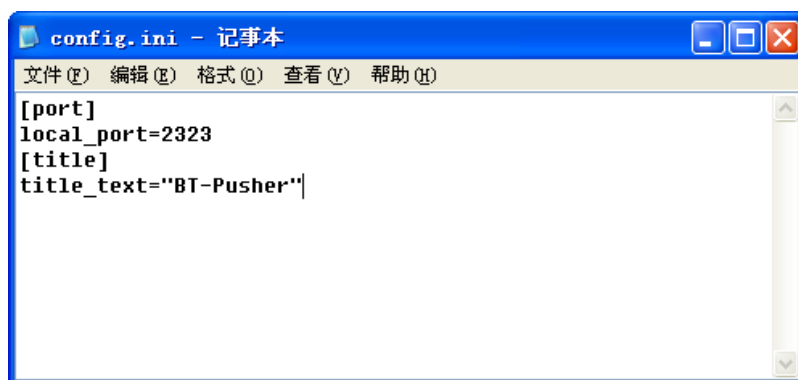 config.ini - 记事本
文件(F) 编辑(E) 格式(O) 查看(V) 帮助(H)
[port]
local_port=2323
[title]
title_text="BT-Pusher"